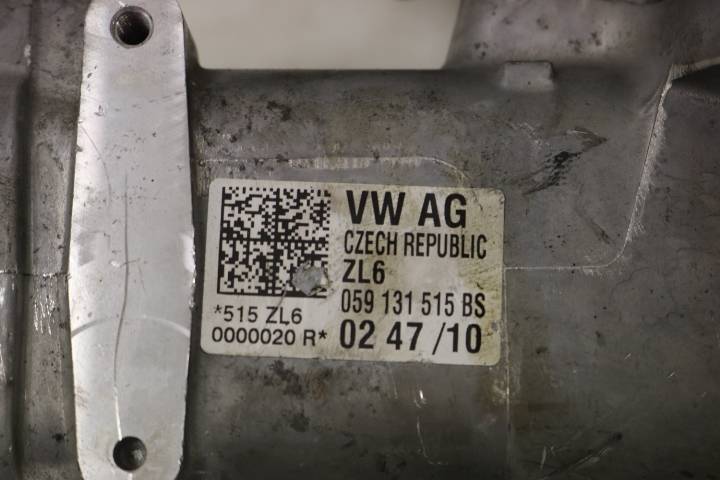 VW AG
CZECH REPUBLIC
ZL6
059 131 515 BS
*515 ZL6
0000020 R*
02 47 /10